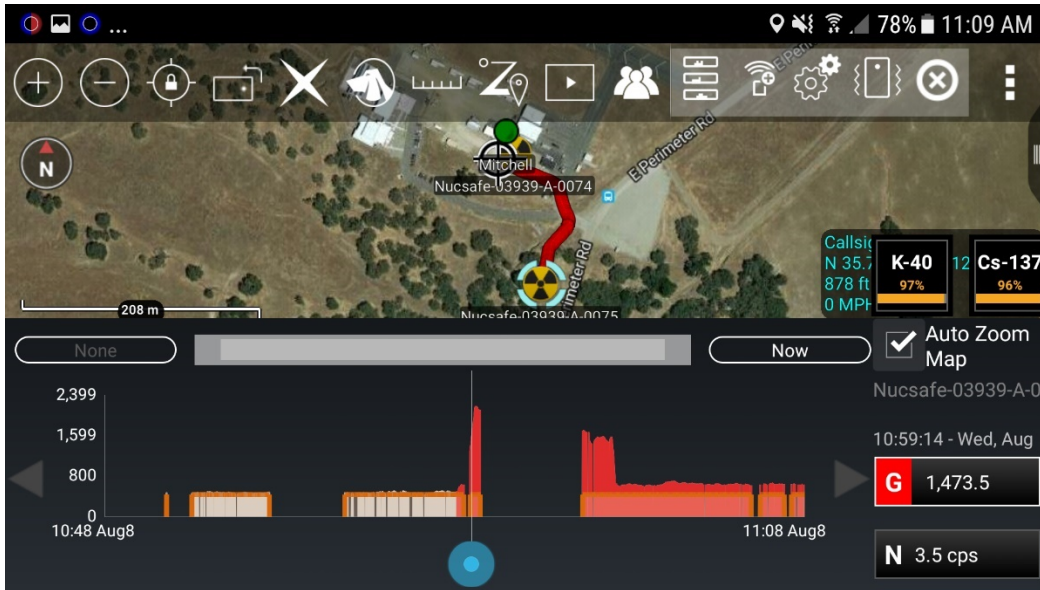 ...
78% 11:09 AM
E Perimeter Rd
N
Mitchell
Nucsafe-03939-A-0074
E Perimeter Rd
Callsig
N 35.7
12
878 ft
0 MPH
K-40
97%
Cs-137
96%
208 m
Perimeter Rd
Nucsafe-03939-A-0075
None
Now
Auto Zoom
Map
Nucsafe-03939-A-0
2,399
1,599
800
0
10:48 Aug8
11:08 Aug8
10:59:14 - Wed, Aug
G 1,473.5
N 3.5 cps